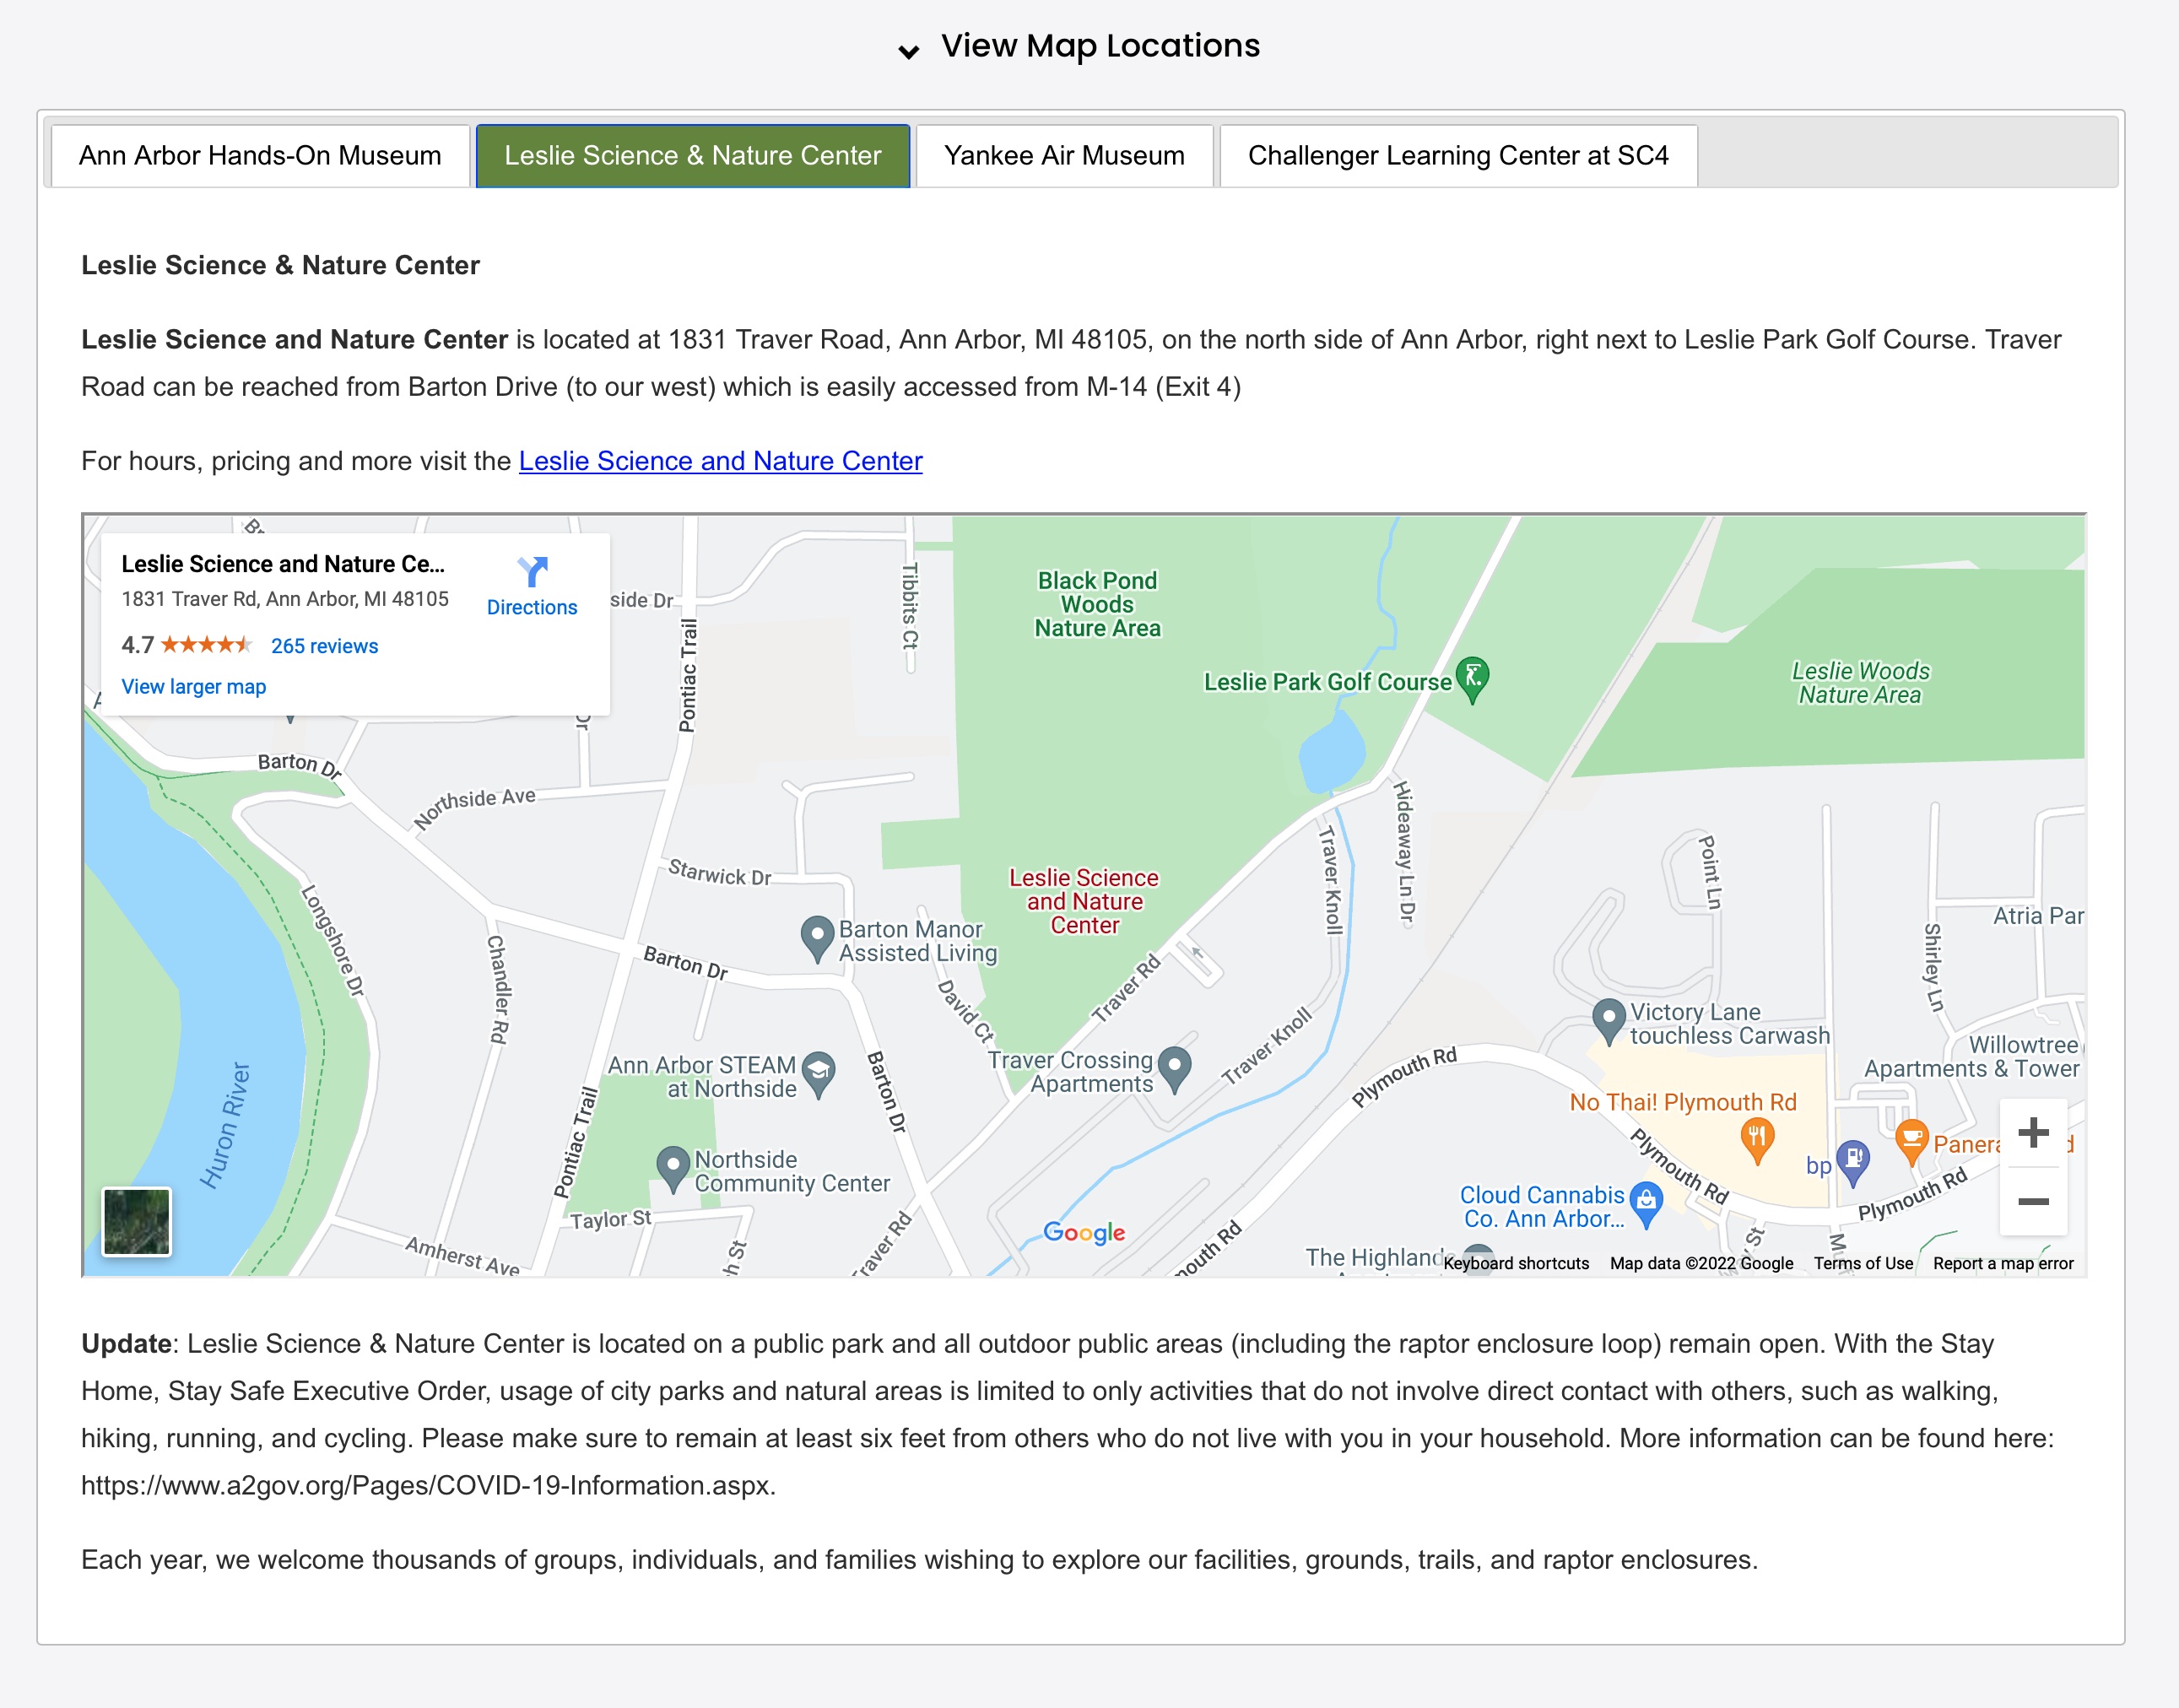 View Map Locations
Ann Arbor Hands-On Museum
Leslie Science & Nature Center
Yankee Air Museum
Challenger Learning Center at SC4
Leslie Science & Nature Center
Leslie Science and Nature Center is located at 1831 Traver Road, Ann Arbor, MI 48105, on the north side of Ann Arbor, right next to Leslie Park Golf Course. Traver
Road can be reached from Barton Drive (to our west) which is easily accessed from M-14 (Exit 4)
For hours, pricing and more visit the Leslie Science and Nature Center
Leslie Science and Nature Ce...
1831 Traver Rd, Ann Arbor, MI 48105
4.7
265 reviews
View larger map
Directions
side Dr
Pontiac Trail
Tibbits Ct
Black Pond
Woods
Nature Area
Leslie Park Golf Course
Leslie Woods
Nature Area
Barton Dr
Northside Ave
Dr
Starwick Dr
Leslie Science
and Nature
Center
Traver Knoll
Hideaway Ln Dr
Point Ln
Shirley Ln
Atria Par
Longshore Dr
Chandler Rd
Barton Dr
Barton Manor
Assisted Living
David Ct
Traver Rd
Victory Lane
touchless Carwash
Willowtree
Apartments & Tower
Huron River
Ann Arbor STEAM
at Northside
Barton Dr
Traver Crossing
Apartments
Traver Knoll
Plymouth Rd
No Thai! Plymouth Rd
Pontiac Trail
Northside
Community Center
Plymouth Rd
bp
Panera
d
Cloud Cannabis
Co. Ann Arbor...
Plymouth Rd
Taylor St
Amherst Ave
h St
Traver Rd
Google
mouth Rd
The Highland
Keyboard shortcuts
Map data ©2022 Google
Terms of Use
Report a map error
Update: Leslie Science & Nature Center is located on a public park and all outdoor public areas (including the raptor enclosure loop) remain open. With the Stay
Home, Stay Safe Executive Order, usage of city parks and natural areas is limited to only activities that do not involve direct contact with others, such as walking,
hiking, running, and cycling. Please make sure to remain at least six feet from others who do not live with you in your household. More information can be found here:
https://www.a2gov.org/Pages/COVID-19-Information.aspx.
Each year, we welcome thousands of groups, individuals, and families wishing to explore our facilities, grounds, trails, and raptor enclosures.